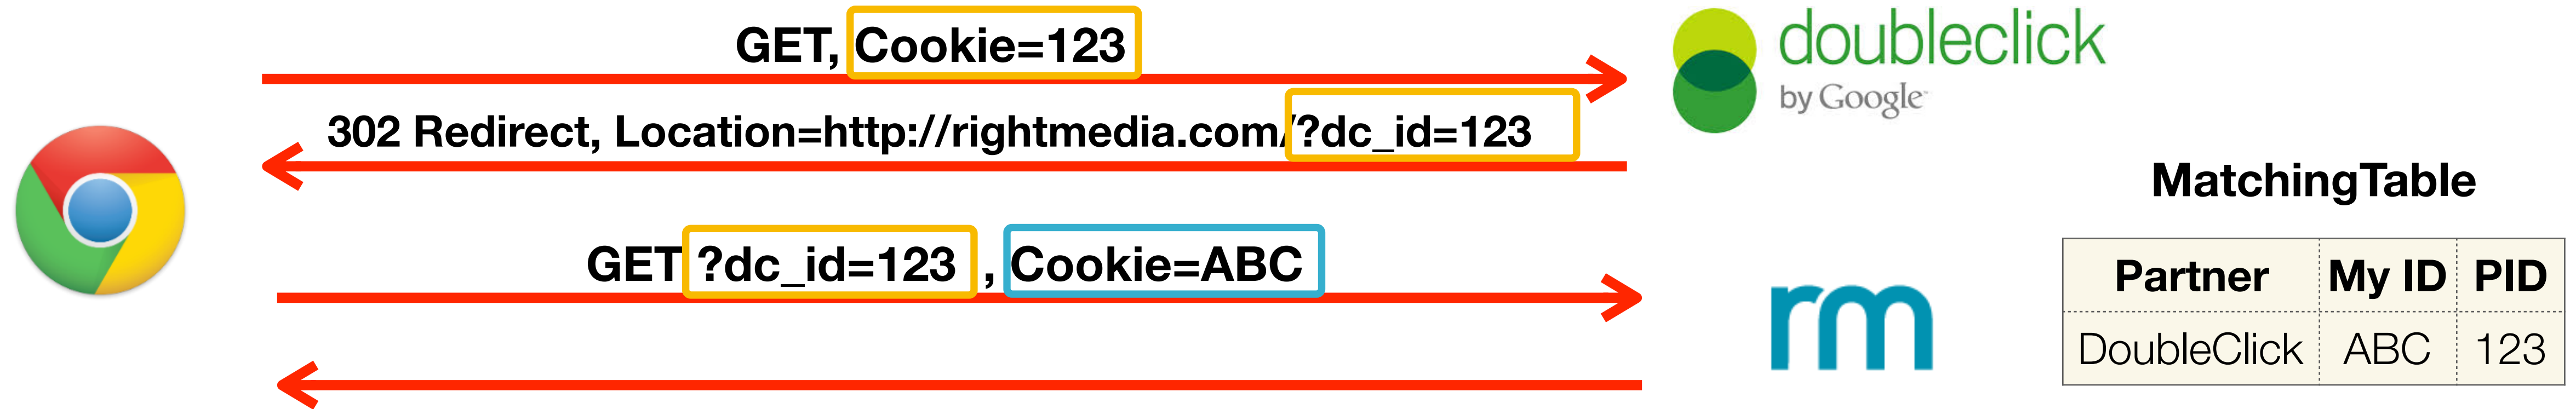 GET, Cookie=123
doubleclick
by Google
302 Redirect, Location=http://rightmedia.com/?dc_id=123
MatchingTable
GET ?dc_id=123 , Cookie=ABC
rm
Partner My ID PID
DoubleClick ABC 123